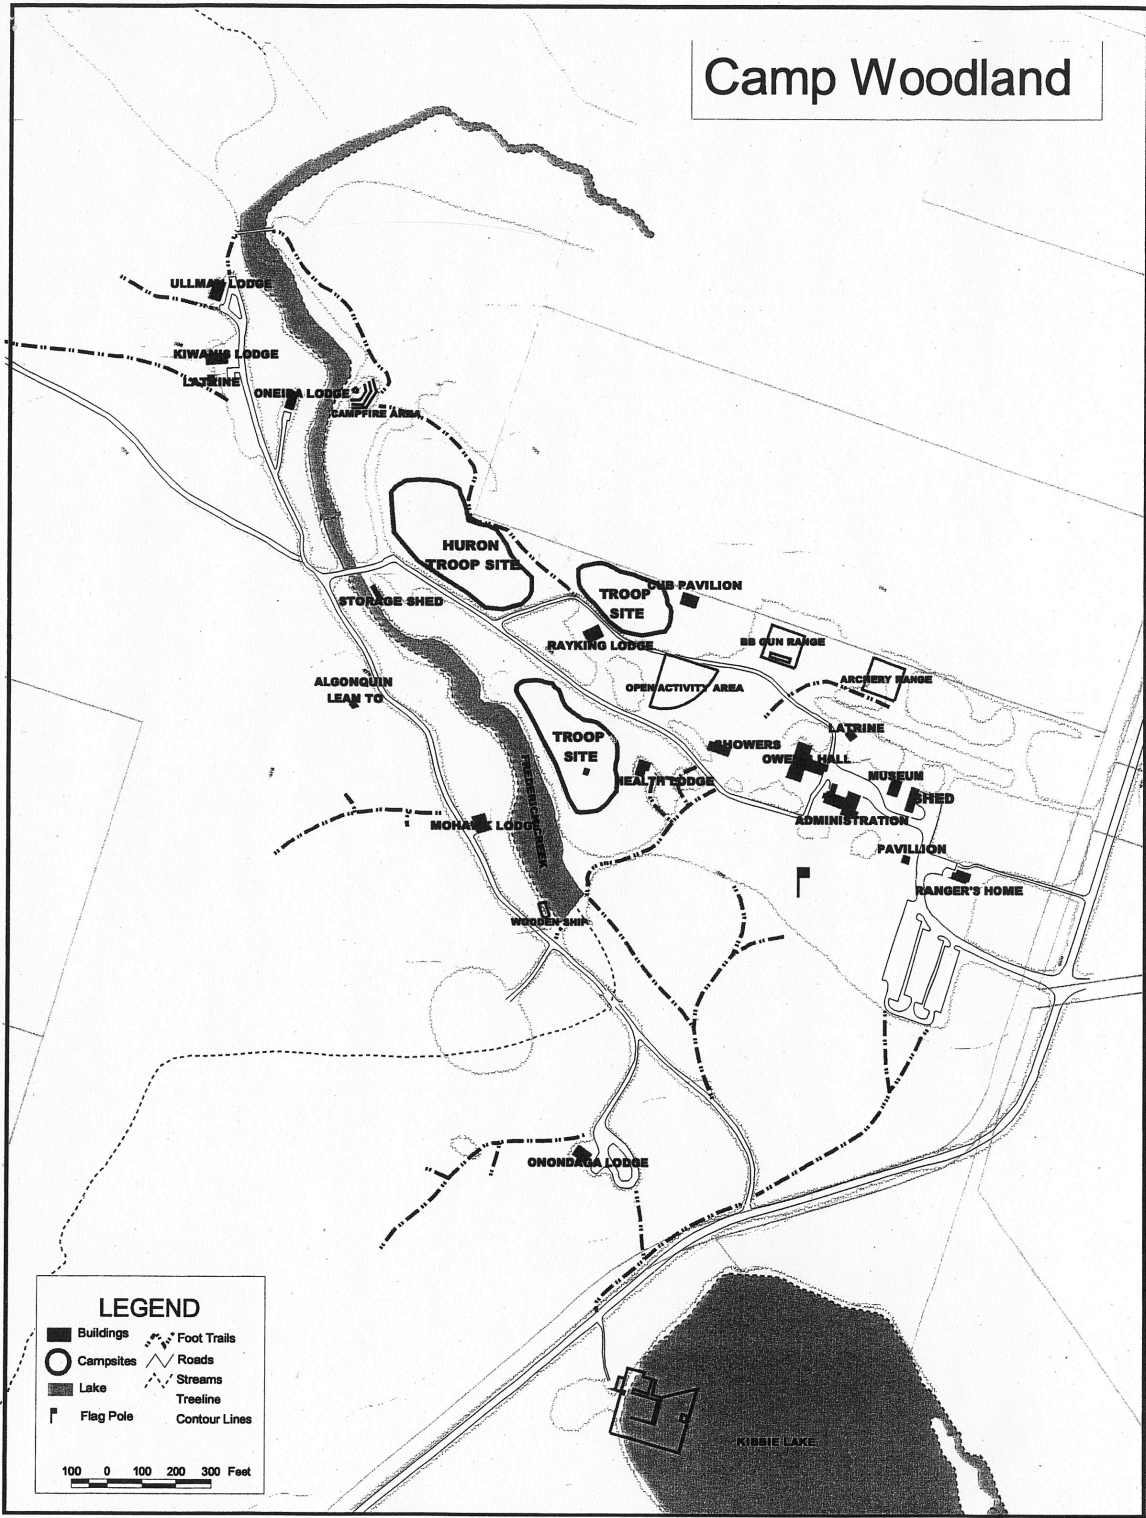 Camp Woodland
ULLMAN LODGE
KIWANIS LODGE
LATRINE
ONEIDA LODGE
CAMPFIRE AREA
HURON
TROOP SITE
STORAGE SHED
TROOP
SITE
CUB PAVILION
RAYKING LODGE
BB GUN RANGE
ARCHERY RANGE
OPEN ACTIVITY AREA
ALGONQUIN
LEAN TO
TROOP
SITE
SHOWERS
LATRINE
OWENS HALL
HEALTH LODGE
MUSEUM
SHED
ADMINISTRATION
MOHAWK LODGE
PAVILLION
RANGER'S HOME
WOODEN SHIP
ONONDAGA LODGE
KIBBIE LAKE
LEGEND
Buildings
Campsites
Lake
Flag Pole
Foot Trails
Roads
Streams
Treeline
Contour Lines
100 0 100 200 300 Feet